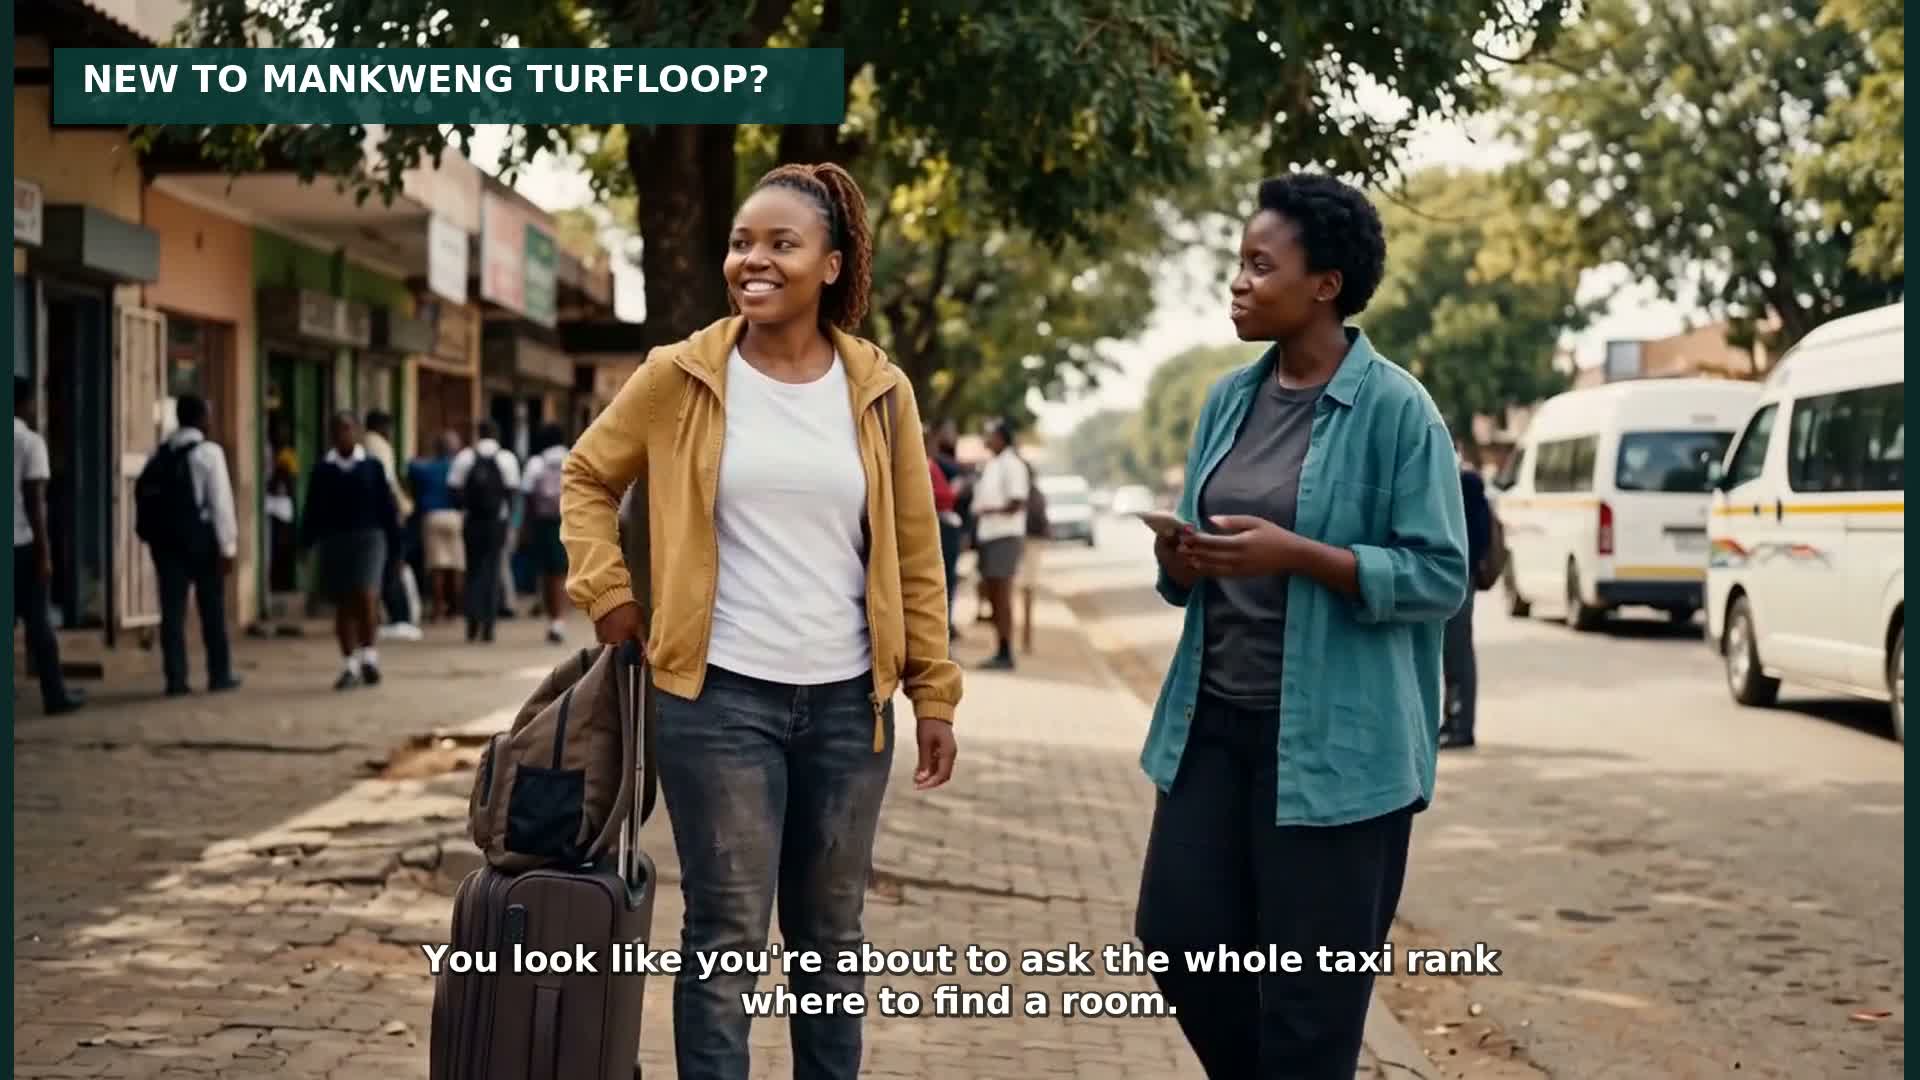 NEW TO MANKWENG TURFLOOP?
You look like you're about to ask the whole taxi rank
where to find a room.